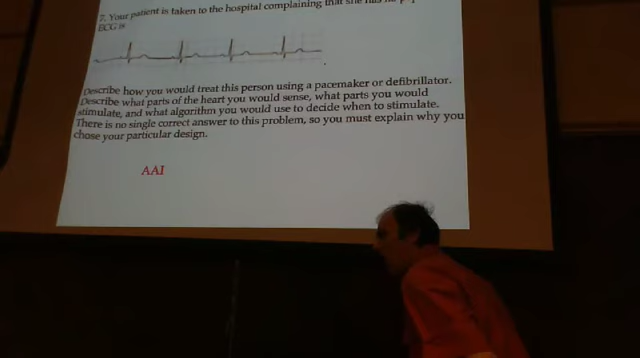 7. Your patient is taken to the hospital complaining that she has no
ECG is
Describe how you would treat this person using a pacemaker or defibrillator.
Describe what parts of the heart you would sense, what parts you would
stimulate, and what algorithm you would use to decide when to stimulate.
There is no single correct answer to this problem, so you must explain why you
chose your particular design.
AAI